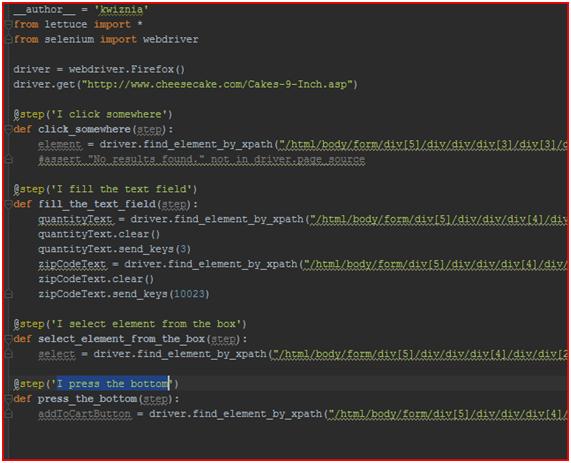 __author__ = 'kwiznia'
from lettuce import *
from selenium import webdriver
driver = webdriver.Firefox()
driver.get("http://www.cheesecake.com/Cakes-9-Inch.asp")
@step('I click somewhere')
def click_somewhere(step):
element = driver.find_element_by_xpath("/html/body/form/div[5]/div/div/div[3]/div[3]/
#assert "No results found." not in driver.page_source
@step('I fill the text field')
def fill_the_text_field(step):
quantityText = driver.find_element_by_xpath("/html/body/form/div[5]/div/div/div[4]/div/
quantityText.clear()
quantityText.send_keys(3)
zipCodeText = driver.find_element_by_xpath("/html/body/form/div[5]/div/div/div[4]/div/
zipCodeText.clear()
zipCodeText.send_keys(10023)
@step('I select element from the box')
def select_element_from_the_box(step):
select = driver.find_element_by_xpath("/html/body/form/div[5]/div/div/div[4]/div/div[2
@step('I press the bottom')
def press_the_bottom(step):
addToCartButton = driver.find_element_by_xpath("/html/body/form/div[5]/div/div/div[4]/